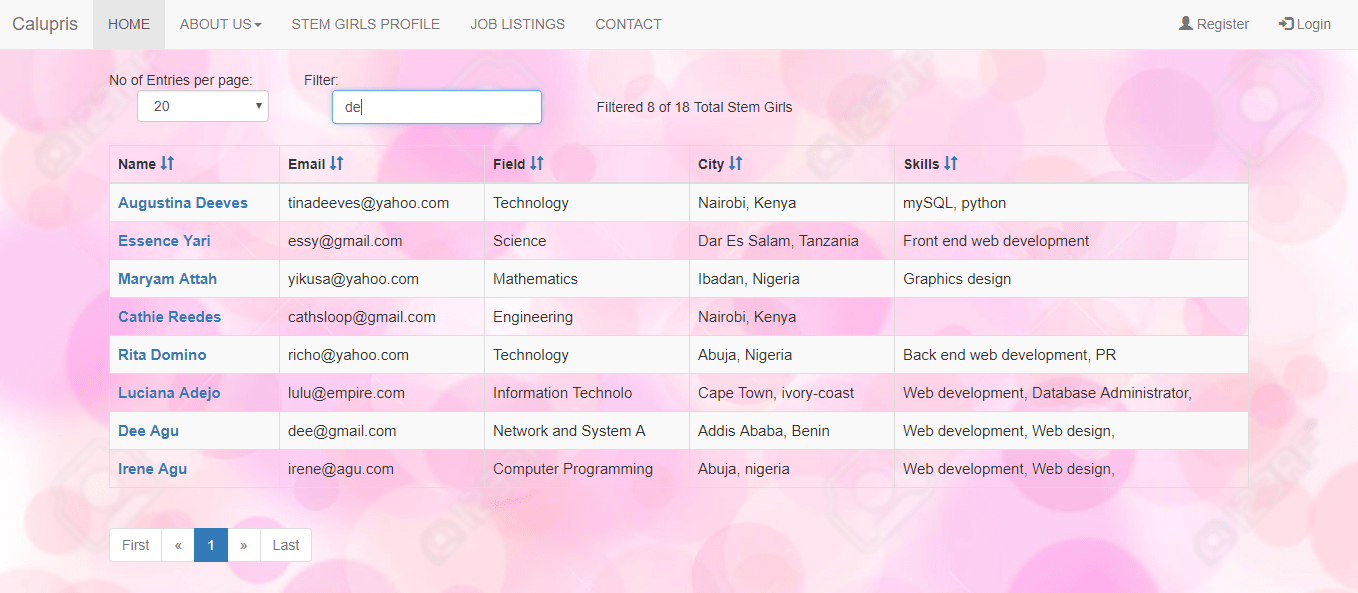 Calupris HOME ABOUT US STEM GIRLS PROFILE JOB LISTINGS CONTACT Register Login
No of Entries per page: Filter:
20 de Filtered 8 of 18 Total Stem Girls
Name Email Field City Skills
Augustina Deeves tinadeeves@yahoo.com Technology Nairobi, Kenya mySQL, python
Essence Yari essy@gmail.com Science Dar Es Salam, Tanzania Front end web development
Maryam Attah yikusa@yahoo.com Mathematics Ibadan, Nigeria Graphics design
Cathie Reedes cathsloop@gmail.com Engineering Nairobi, Kenya
Rita Domino richo@yahoo.com Technology Abuja, Nigeria Back end web development, PR
Luciana Adejo lulu@empire.com Information Technolo Cape Town, ivory-coast Web development, Database Administrator,
Dee Agu dee@gmail.com Network and System A Addis Ababa, Benin Web development, Web design,
Irene Agu irene@agu.com Computer Programming Abuja, nigeria Web development, Web design,
First « 1 » Last